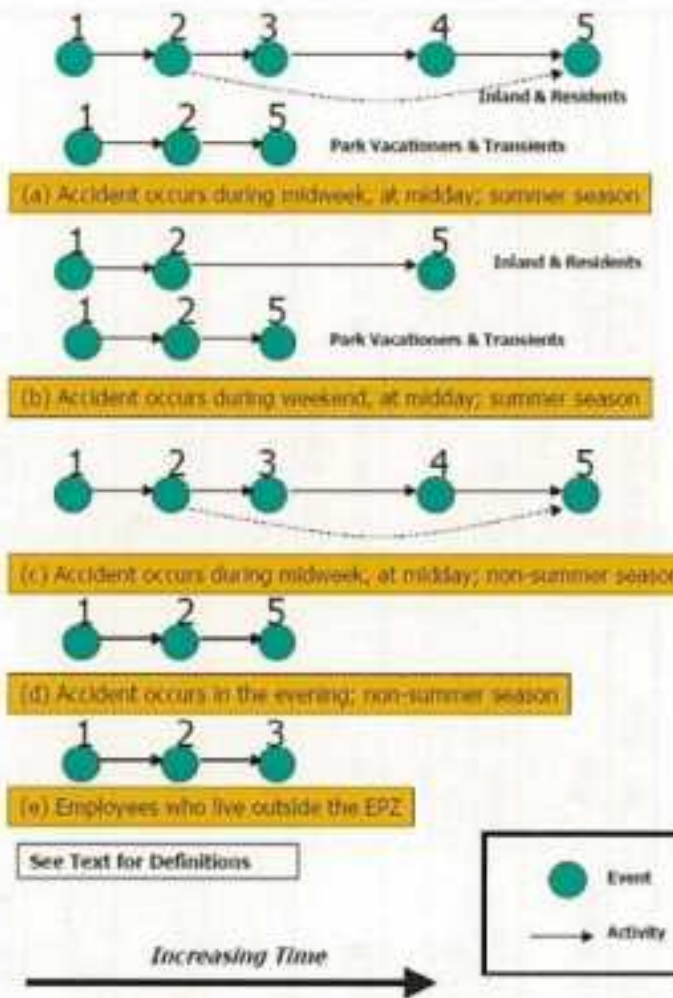 1 2 3 4 5
Inland & Residents
1 2 5
Park Vacationers & Transients
(a) Accident occurs during midweek, at midday; summer season
1 2 5
Inland & Residents
1 2 5
Park Vacationers & Transients
(b) Accident occurs during weekend, at midday; summer season
1 2 3 4 5
(c) Accident occurs during midweek, at midday; non-summer season
1 2 5
(d) Accident occurs in the evening; non-summer season
1 2 3
(e) Employees who live outside the EPZ
See Text for Definitions
Event
Activity
Increasing Time